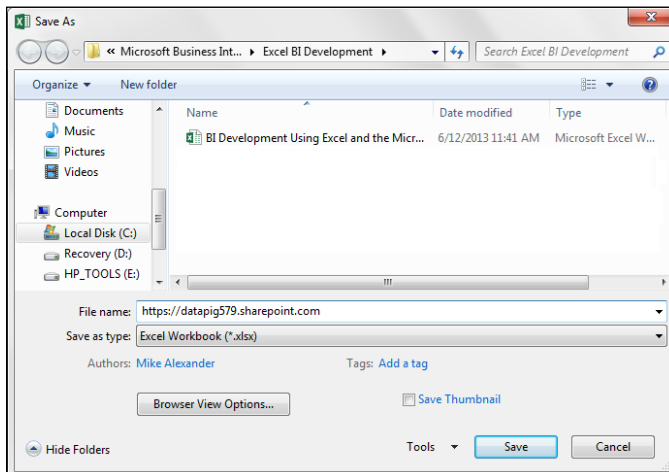 Save As
« Microsoft Business Int... Excel BI Development Search Excel BI Development
Organize New folder
Documents
Music
Pictures
Videos
Computer
Local Disk (C:)
Recovery (D:)
HP_TOOLS (E:)
Name Date modified Type
BI Development Using Excel and the Micr... 6/12/2013 11:41 AM Microsoft Excel W...
File name: https://datapig579.sharepoint.com
Save as type: Excel Workbook (*.xlsx)
Authors: Mike Alexander Tags: Add a tag
Browser View Options... Save Thumbnail
Hide Folders Tools Save Cancel